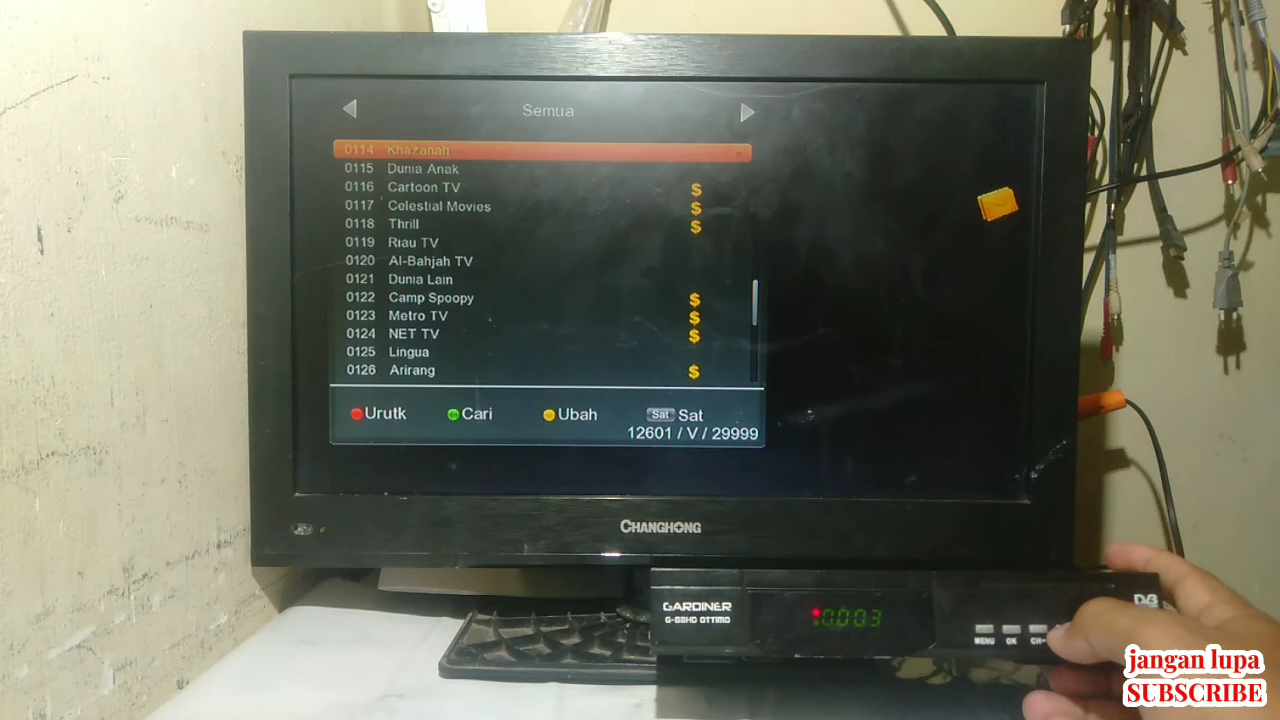 Semua
0114 Khazanah
0115 Dunia Anak
0116 Cartoon TV $
0117 Celestial Movies $
0118 Thrill $
0119 Riau TV
0120 Al-Bahjah TV
0121 Dunia Lain
0122 Camp Spoopy $
0123 Metro TV $
0124 NET TV $
0125 Lingua
0126 Arirang $
Urutk Cari Ubah Sat Sat
12601 / V / 29999
CHANGHONG
GARDINER
G-88HD OTTIMO
0003
DVB
MENU OK CH-
jangan lupa
SUBSCRIBE